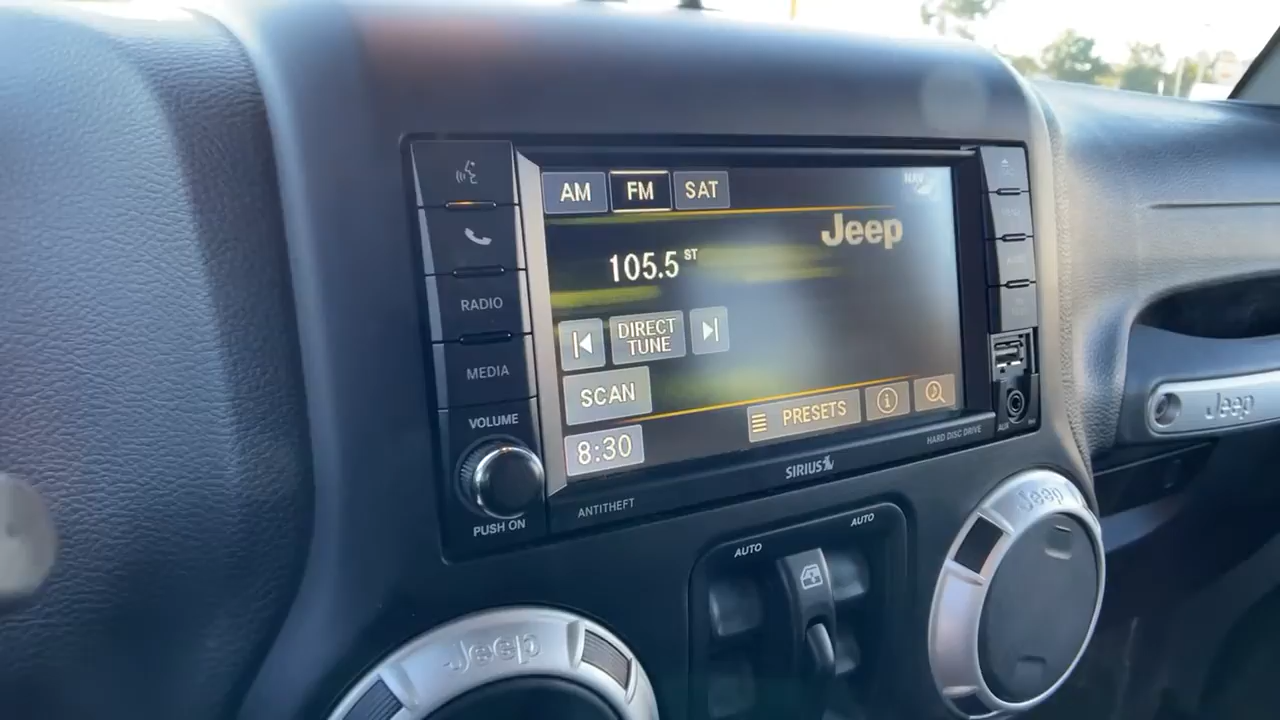 AM FM SAT
NAV
Jeep
105.5 ST
DIRECT
TUNE
SCAN
PRESETS
8:30
RADIO
MEDIA
VOLUME
PUSH ON
ANTITHEFT
SIRIUS
HARD DISC DRIVE
AUX
AUTO
AUTO
Jeep
Jeep
Jeep